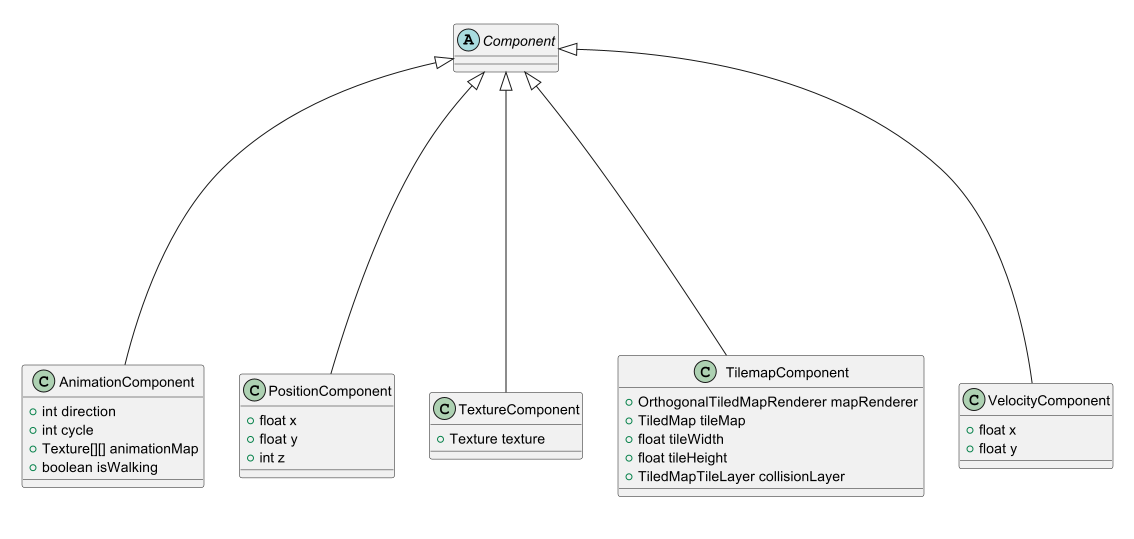 A Component
C AnimationComponent
int direction
int cycle
Texture[][] animationMap
boolean isWalking
C PositionComponent
float x
float y
int z
C TextureComponent
Texture texture
C TilemapComponent
OrthogonalTiledMapRenderer mapRenderer
TiledMap tileMap
float tileWidth
float tileHeight
TiledMapTileLayer collisionLayer
C VelocityComponent
float x
float y